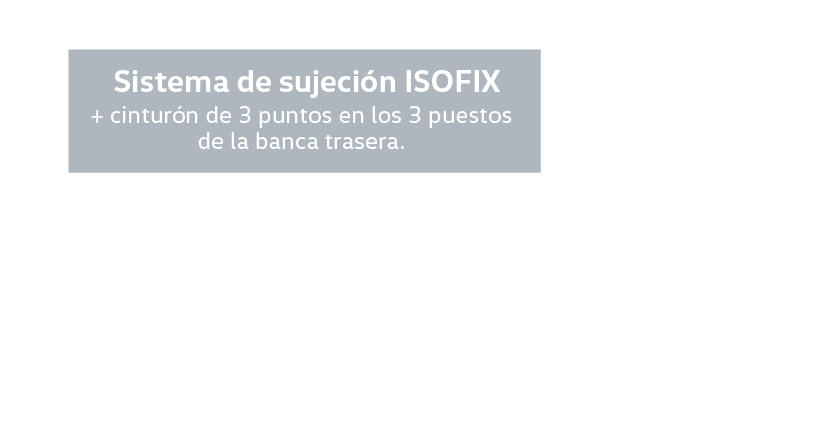 Sistema de sujeción ISOFIX
+ cinturón de 3 puntos en los 3 puestos
de la banca trasera.